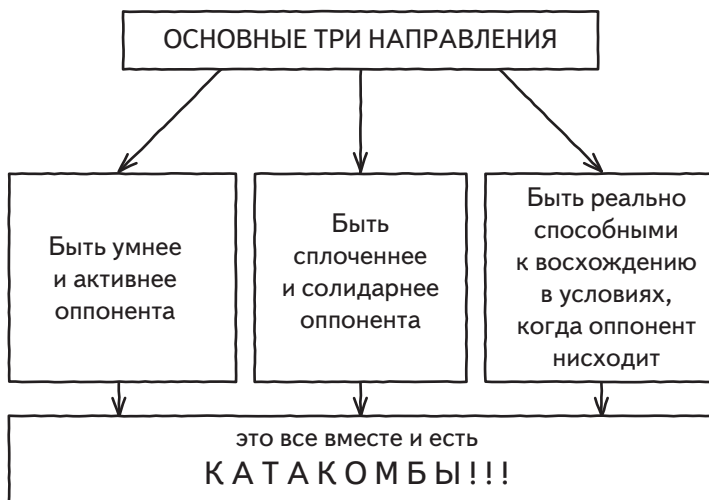 ОСНОВНЫЕ ТРИ НАПРАВЛЕНИЯ
Быть умнее
и активнее
оппонента
Быть
сплоченнее
и солидарнее
оппонента
Быть реально
способными
к восхождению
в условиях,
когда оппонент
нисходит
это все вместе и есть
КАТАКОМБЫ!!!